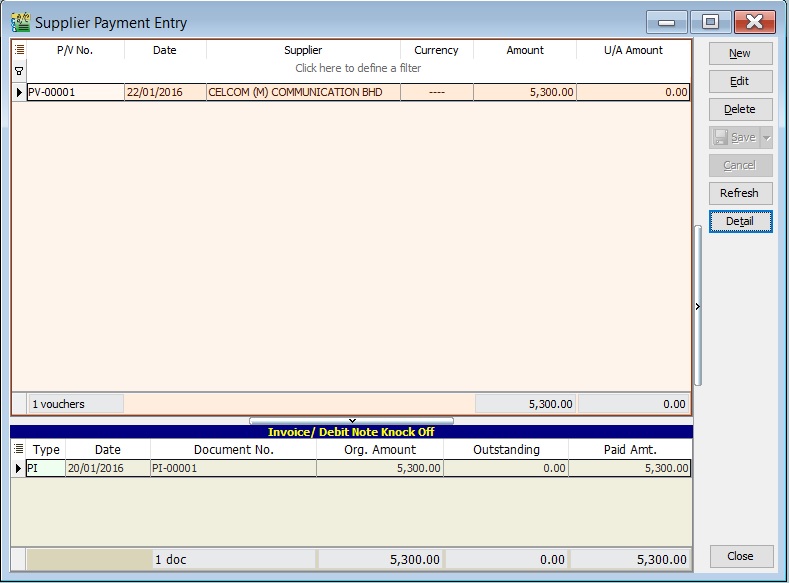 Supplier Payment Entry
P/V No. Date Supplier Currency Amount U/A Amount
Click here to define a filter
PV-00001 22/01/2016 CELCOM (M) COMMUNICATION BHD ---- 5,300.00 0.00
1 vouchers 5,300.00 0.00
Invoice/ Debit Note Knock Off
Type Date Document No. Org. Amount Outstanding Paid Amt.
PI 20/01/2016 PI-00001 5,300.00 0.00 5,300.00
1 doc 5,300.00 0.00 5,300.00
New
Edit
Delete
Save
Cancel
Refresh
Detail
Close